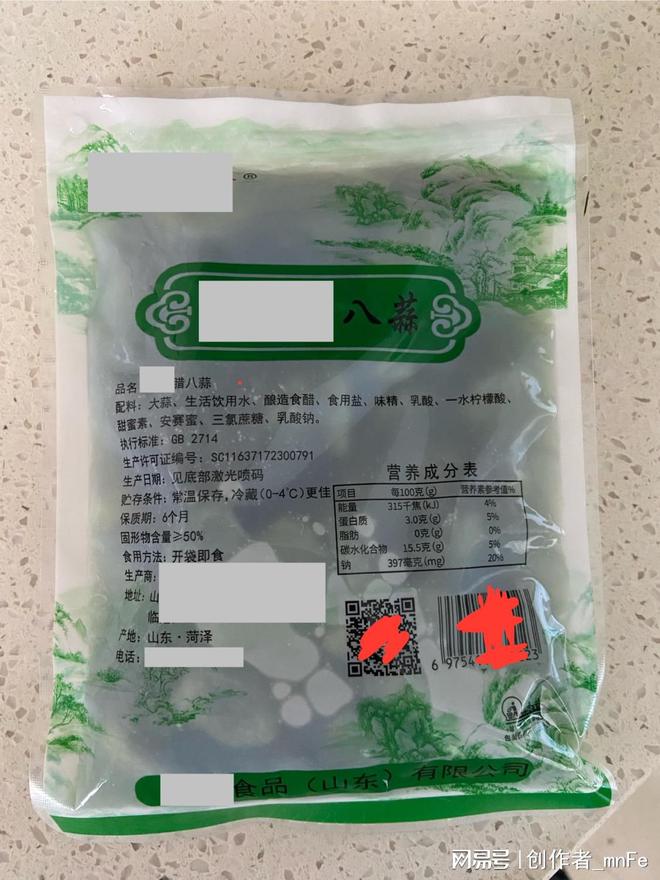 ®
八蒜
品名 腊八蒜
配料：大蒜、生活饮用水、酿造食醋、食用盐、味精、乳酸、一水柠檬酸、
甜蜜素、安赛蜜、三氯蔗糖、乳酸钠。
执行标准：GB 2714
生产许可证编号：SC11637172300791
生产日期：见底部激光喷码
贮存条件：常温保存，冷藏(0-4℃)更佳
保质期：6个月
固形物含量≥50%
食用方法：开袋即食
生产商：
地址：山
临
产地：山东·菏泽
电话：
营养成分表
项目 每100克(g) 营养素参考值%
能量 315千焦(kJ) 4%
蛋白质 3.0克(g) 5%
脂肪 0克(g) 0%
碳水化合物 15.5克(g) 5%
钠 397毫克(mg) 20%
6 9754 23
食品（山东）有限公司
网易号 | 创作者_mnFe